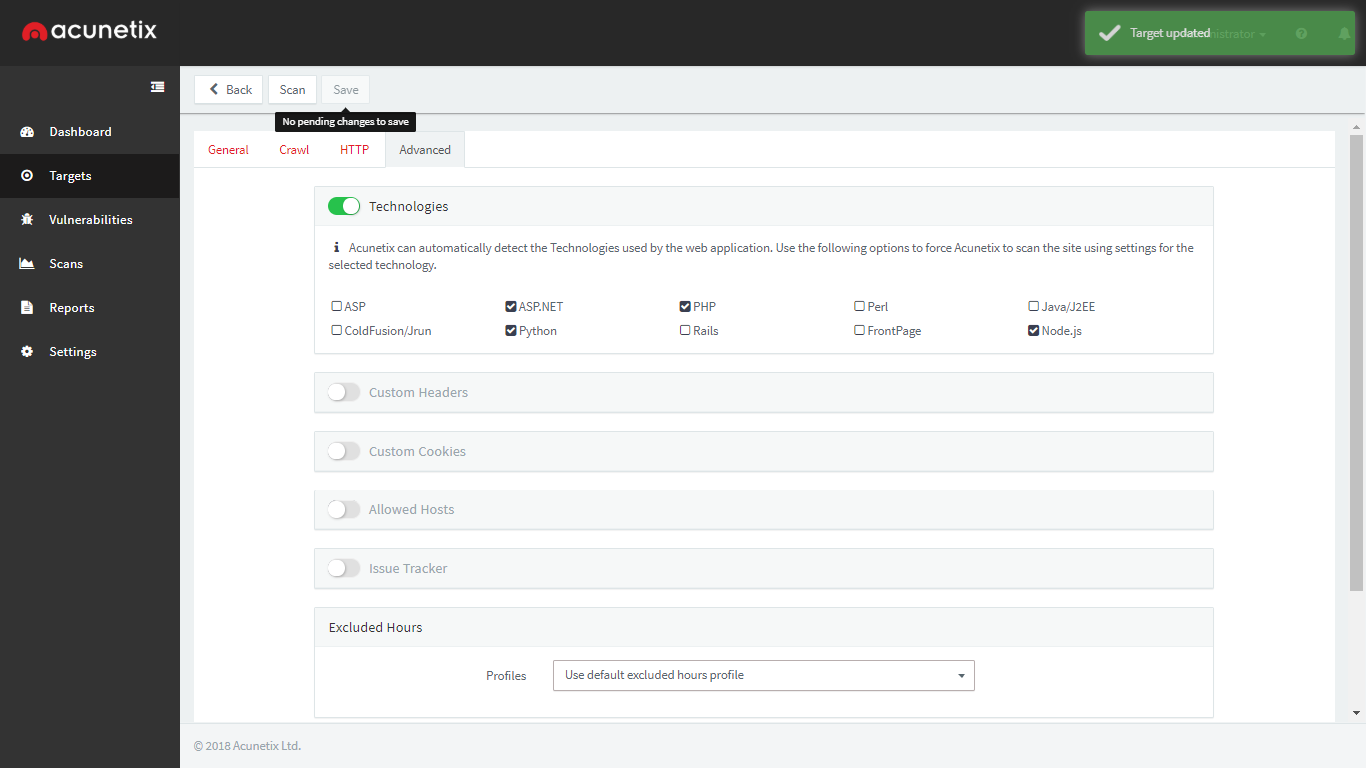 acunetix
Target updated
Back
Scan
Save
No pending changes to save
Dashboard
Targets
Vulnerabilities
Scans
Reports
Settings
General
Crawl
HTTP
Advanced
Technologies
Acunetix can automatically detect the Technologies used by the web application. Use the following options to force Acunetix to scan the site using settings for the
selected technology.
ASP
ASP.NET
PHP
Perl
Java/J2EE
ColdFusion/Jrun
Python
Rails
FrontPage
Node.js
Custom Headers
Custom Cookies
Allowed Hosts
Issue Tracker
Excluded Hours
Profiles
Use default excluded hours profile
© 2018 Acunetix Ltd.